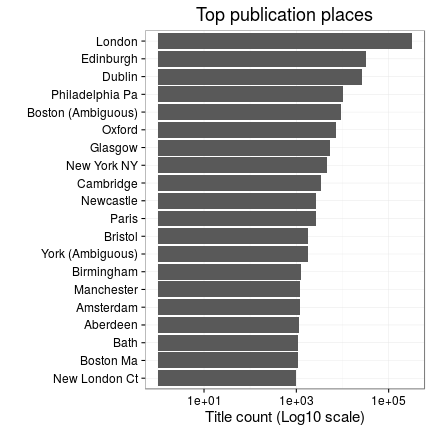 Top publication places
London
Edinburgh
Dublin
Philadelphia Pa
Boston (Ambiguous)
Oxford
Glasgow
New York NY
Cambridge
Newcastle
Paris
Bristol
York (Ambiguous)
Birmingham
Manchester
Amsterdam
Aberdeen
Bath
Boston Ma
New London Ct
1e+01 1e+03 1e+05
Title count (Log10 scale)